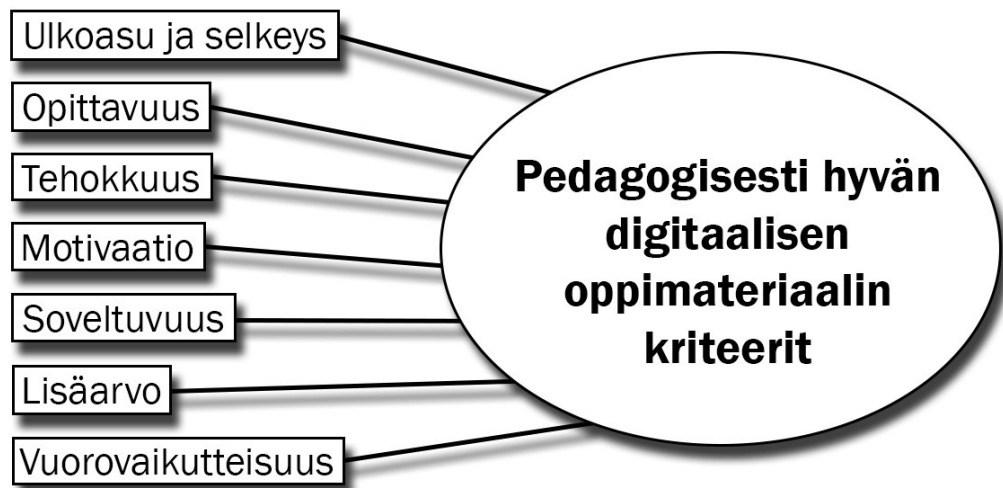 Ulkoasu ja selkeys
Opittavuus
Tehokkuus
Motivaatio
Soveltuvuus
Lisäarvo
Vuorovaikutteisuus
Pedagogisesti hyvän
digitaalisen
oppimateriaalin
kriteerit